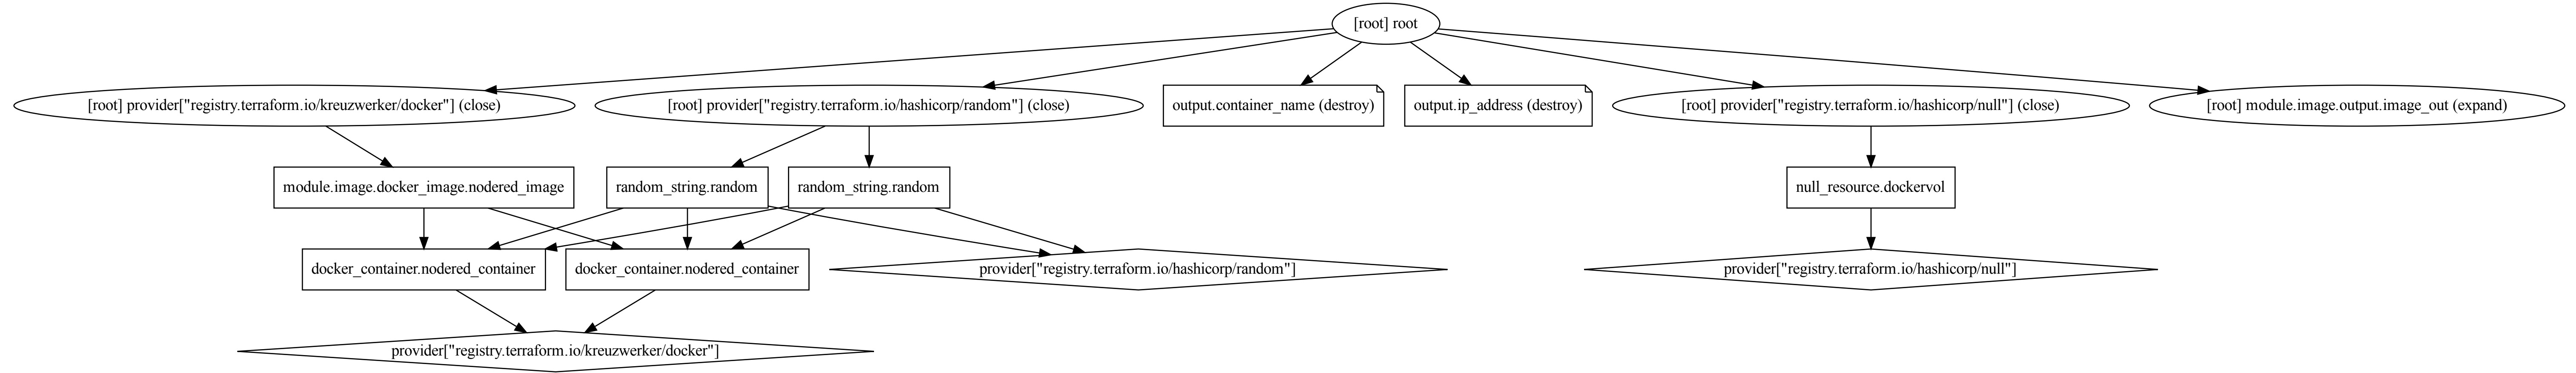 [root] root
[root] provider["registry.terraform.io/kreuzwerker/docker"] (close)
[root] provider["registry.terraform.io/hashicorp/random"] (close)
output.container_name (destroy)
output.ip_address (destroy)
[root] provider["registry.terraform.io/hashicorp/null"] (close)
[root] module.image.output.image_out (expand)
module.image.docker_image.nodered_image
random_string.random
random_string.random
null_resource.dockervol
docker_container.nodered_container
docker_container.nodered_container
provider["registry.terraform.io/hashicorp/random"]
provider["registry.terraform.io/hashicorp/null"]
provider["registry.terraform.io/kreuzwerker/docker"]